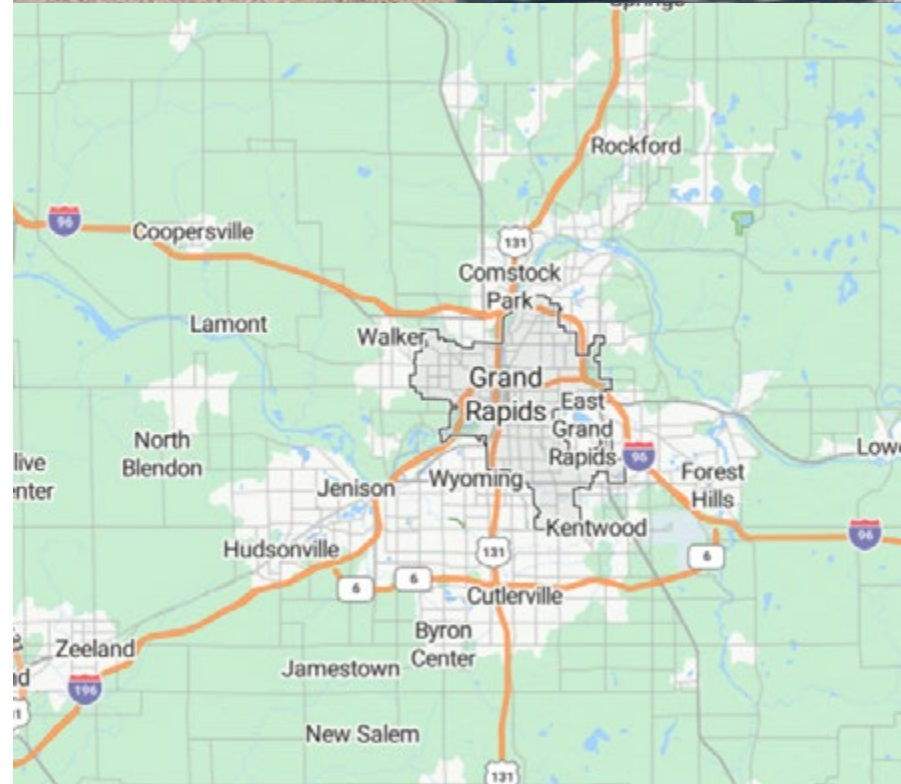 Springs
Rockford
96
Coopersville
131
Comstock
Park
Lamont
Walker
Grand
Rapids
East
Grand
Rapids
North
Blendon
96
Forest
Hills
Jenison
Wyoming
Kentwood
96
Hudsonville
131
6
6
6
Cutlerville
Zeeland
Byron
Center
Jamestown
196
New Salem
131